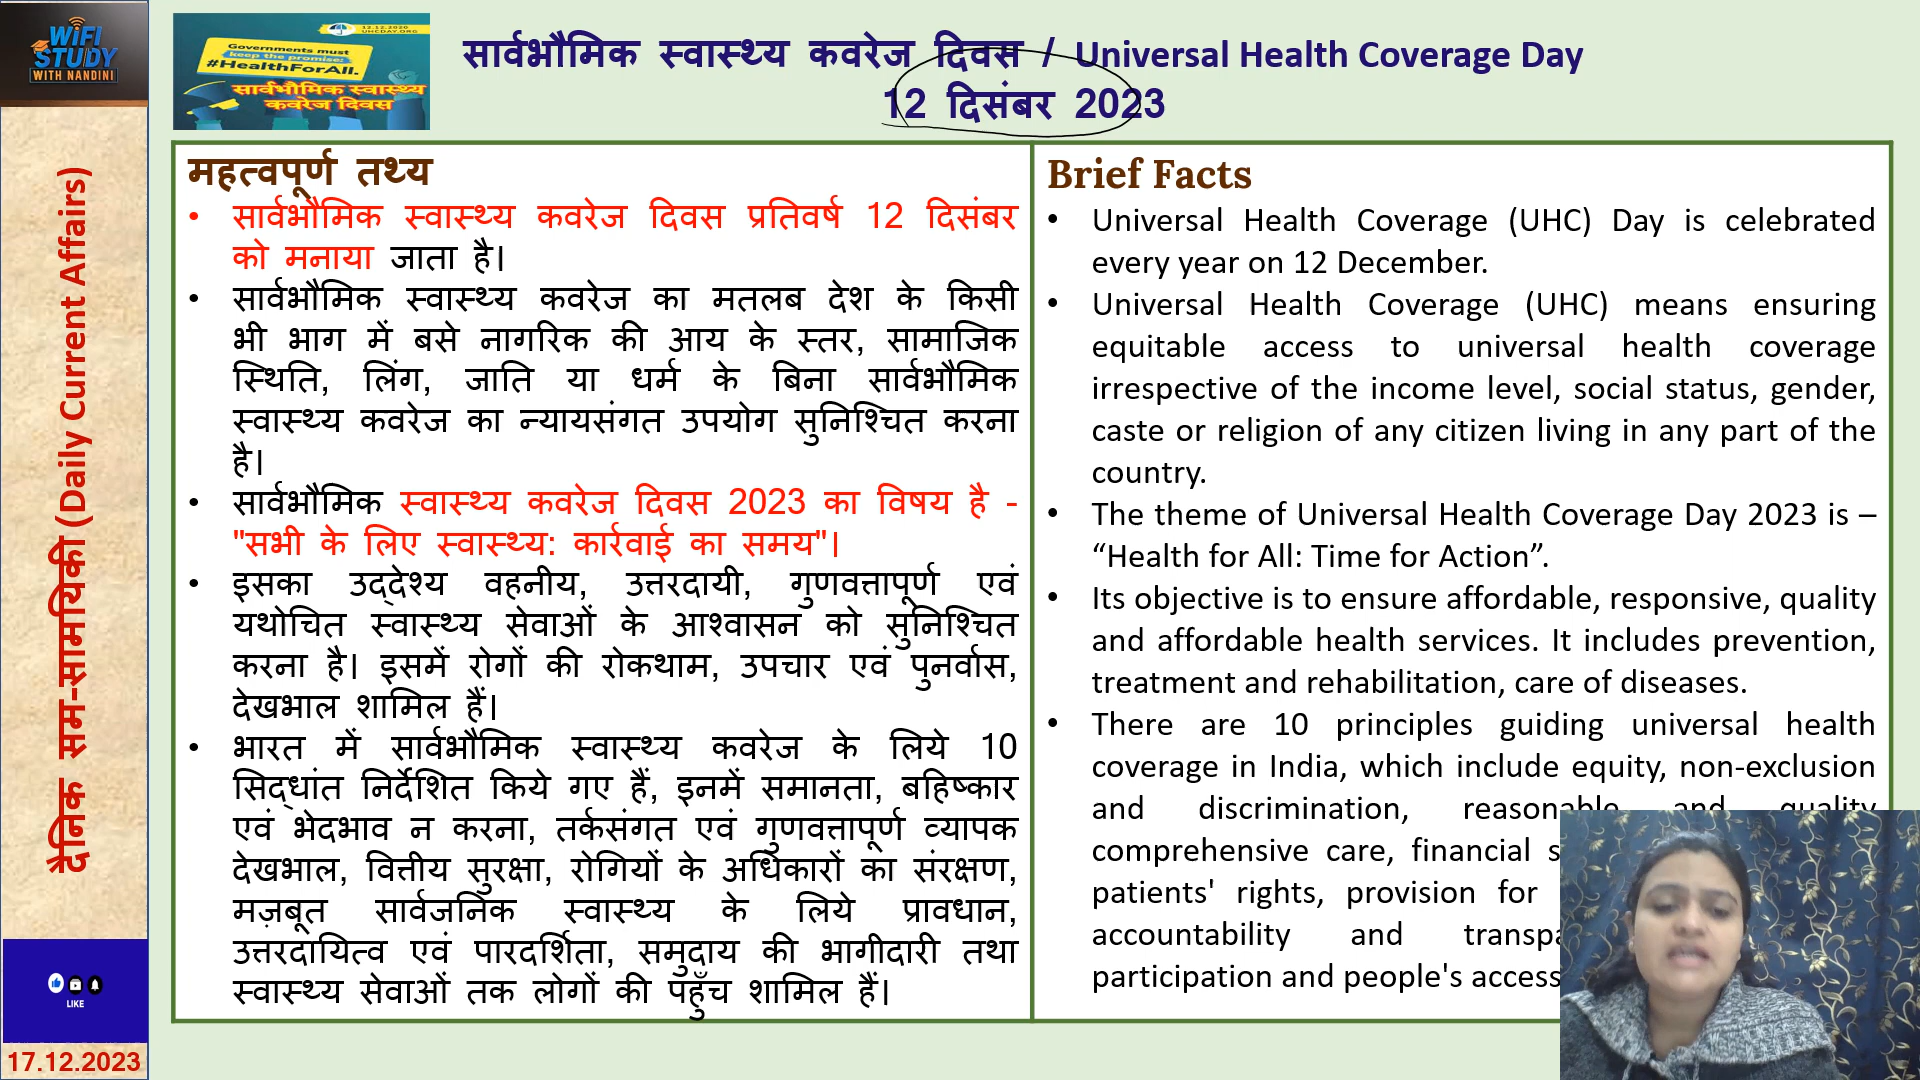 WiFi
STUDY
WITH NANDINI
दैनिक सम-सामयिकी (Daily Current Affairs)
LIKE
17.12.2023
12.12.2020
UHCDAY.ORG
Governments must
keep the promise:
#HealthForAll.
सार्वभौमिक स्वास्थ्य
कवरेज दिवस
सार्वभौमिक स्वास्थ्य कवरेज दिवस / Universal Health Coverage Day
12 दिसंबर 2023
महत्वपूर्ण तथ्य
• सार्वभौमिक स्वास्थ्य कवरेज दिवस प्रतिवर्ष 12 दिसंबर
को मनाया जाता है।
• सार्वभौमिक स्वास्थ्य कवरेज का मतलब देश के किसी
भी भाग में बसे नागरिक की आय के स्तर, सामाजिक
स्थिति, लिंग, जाति या धर्म के बिना सार्वभौमिक
स्वास्थ्य कवरेज का न्यायसंगत उपयोग सुनिश्चित करना
है।
• सार्वभौमिक स्वास्थ्य कवरेज दिवस 2023 का विषय है -
"सभी के लिए स्वास्थ्य: कार्रवाई का समय"।
• इसका उद्देश्य वहनीय, उत्तरदायी, गुणवत्तापूर्ण एवं
यथोचित स्वास्थ्य सेवाओं के आश्वासन को सुनिश्चित
करना है। इसमें रोगों की रोकथाम, उपचार एवं पुनर्वास,
देखभाल शामिल हैं।
• भारत में सार्वभौमिक स्वास्थ्य कवरेज के लिये 10
सिद्धांत निर्देशित किये गए हैं, इनमें समानता, बहिष्कार
एवं भेदभाव न करना, तर्कसंगत एवं गुणवत्तापूर्ण व्यापक
देखभाल, वित्तीय सुरक्षा, रोगियों के अधिकारों का संरक्षण,
मज़बूत सार्वजनिक स्वास्थ्य के लिये प्रावधान,
उत्तरदायित्व एवं पारदर्शिता, समुदाय की भागीदारी तथा
स्वास्थ्य सेवाओं तक लोगों की पहुँच शामिल हैं।
Brief Facts
• Universal Health Coverage (UHC) Day is celebrated
every year on 12 December.
• Universal Health Coverage (UHC) means ensuring
equitable access to universal health coverage
irrespective of the income level, social status, gender,
caste or religion of any citizen living in any part of the
country.
• The theme of Universal Health Coverage Day 2023 is –
“Health for All: Time for Action”.
• Its objective is to ensure affordable, responsive, quality
and affordable health services. It includes prevention,
treatment and rehabilitation, care of diseases.
• There are 10 principles guiding universal health
coverage in India, which include equity, non-exclusion
and discrimination, reasonable and quality
comprehensive care, financial
patients' rights, provision for
accountability and
participation and people's access